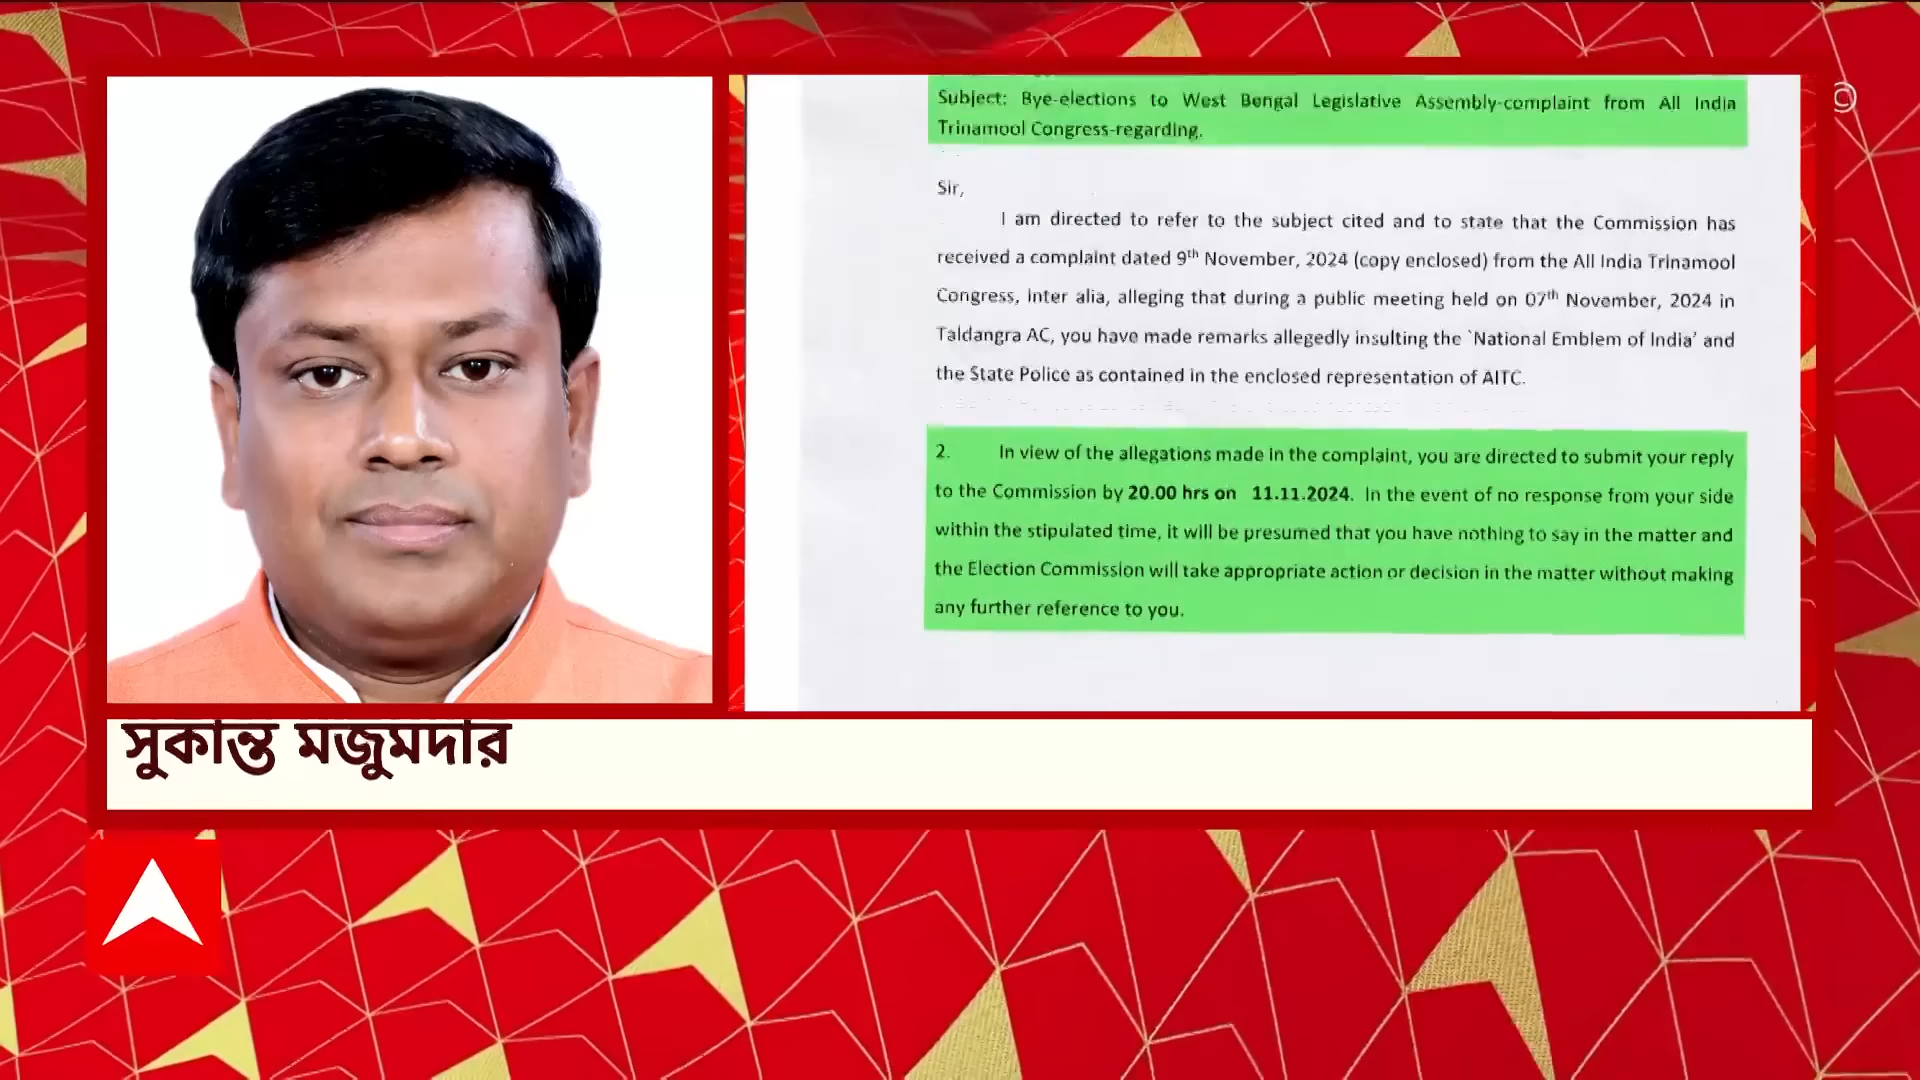 Subject: Bye-elections to West Bengal Legislative Assembly-complaint from All India
Trinamool Congress-regarding.
Sir,
I am directed to refer to the subject cited and to state that the Commission has
received a complaint dated 9th November, 2024 (copy enclosed) from the All India Trinamool
Congress, inter alia, alleging that during a public meeting held on 07th November, 2024 in
Taldangra AC, you have made remarks allegedly insulting the `National Emblem of India' and
the State Police as contained in the enclosed representation of AITC.
2. In view of the allegations made in the complaint, you are directed to submit your reply
to the Commission by 20.00 hrs on 11.11.2024. In the event of no response from your side
within the stipulated time, it will be presumed that you have nothing to say in the matter and
the Election Commission will take appropriate action or decision in the matter without making
any further reference to you.
সুকান্ত মজুমদার